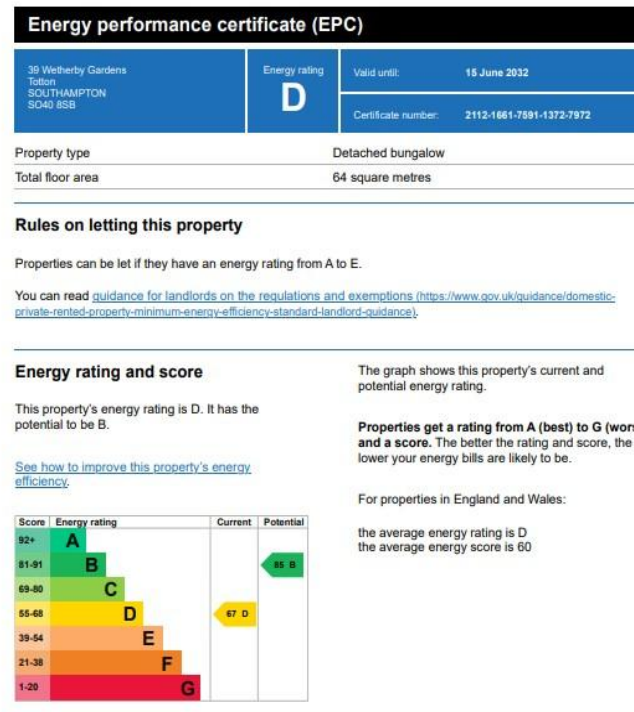 Energy performance certificate (EPC)
39 Wetherby Gardens
Totton
SOUTHAMPTON
SO40 8SB
Energy rating
D
Valid until:
15 June 2032
Certificate number:
2112-1661-7591-1372-7972
Property type
Detached bungalow
Total floor area
64 square metres
Rules on letting this property
Properties can be let if they have an energy rating from A to E.
You can read guidance for landlords on the regulations and exemptions (https://www.gov.uk/guidance/domestic-
private-rented-property-minimum-energy-efficiency-standard-landlord-guidance).
Energy rating and score
This property's energy rating is D. It has the
potential to be B.
See how to improve this property's energy
efficiency.
Score Energy rating Current Potential
92+ A
81-91 B 85 B
69-80 C
55-68 D 67 D
39-54 E
21-38 F
1-20 G
The graph shows this property's current and
potential energy rating.
Properties get a rating from A (best) to G (wors
and a score. The better the rating and score, the
lower your energy bills are likely to be.
For properties in England and Wales:
the average energy rating is D
the average energy score is 60